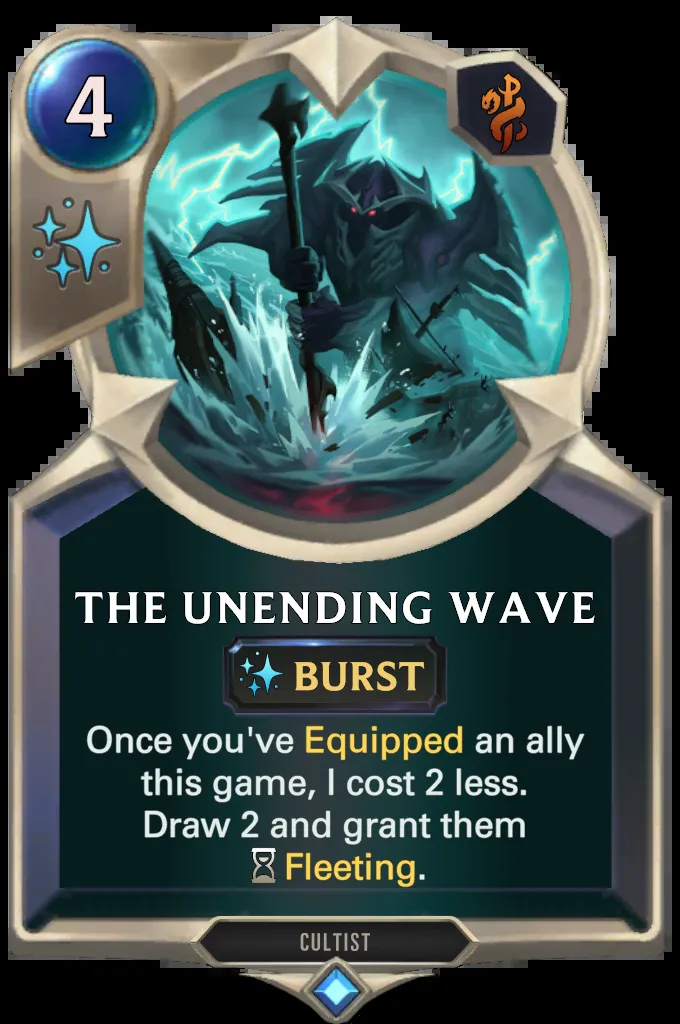 4
THE UNENDING WAVE
BURST
Once you've Equipped an ally
this game, I cost 2 less.
Draw 2 and grant them
Fleeting.
CULTIST